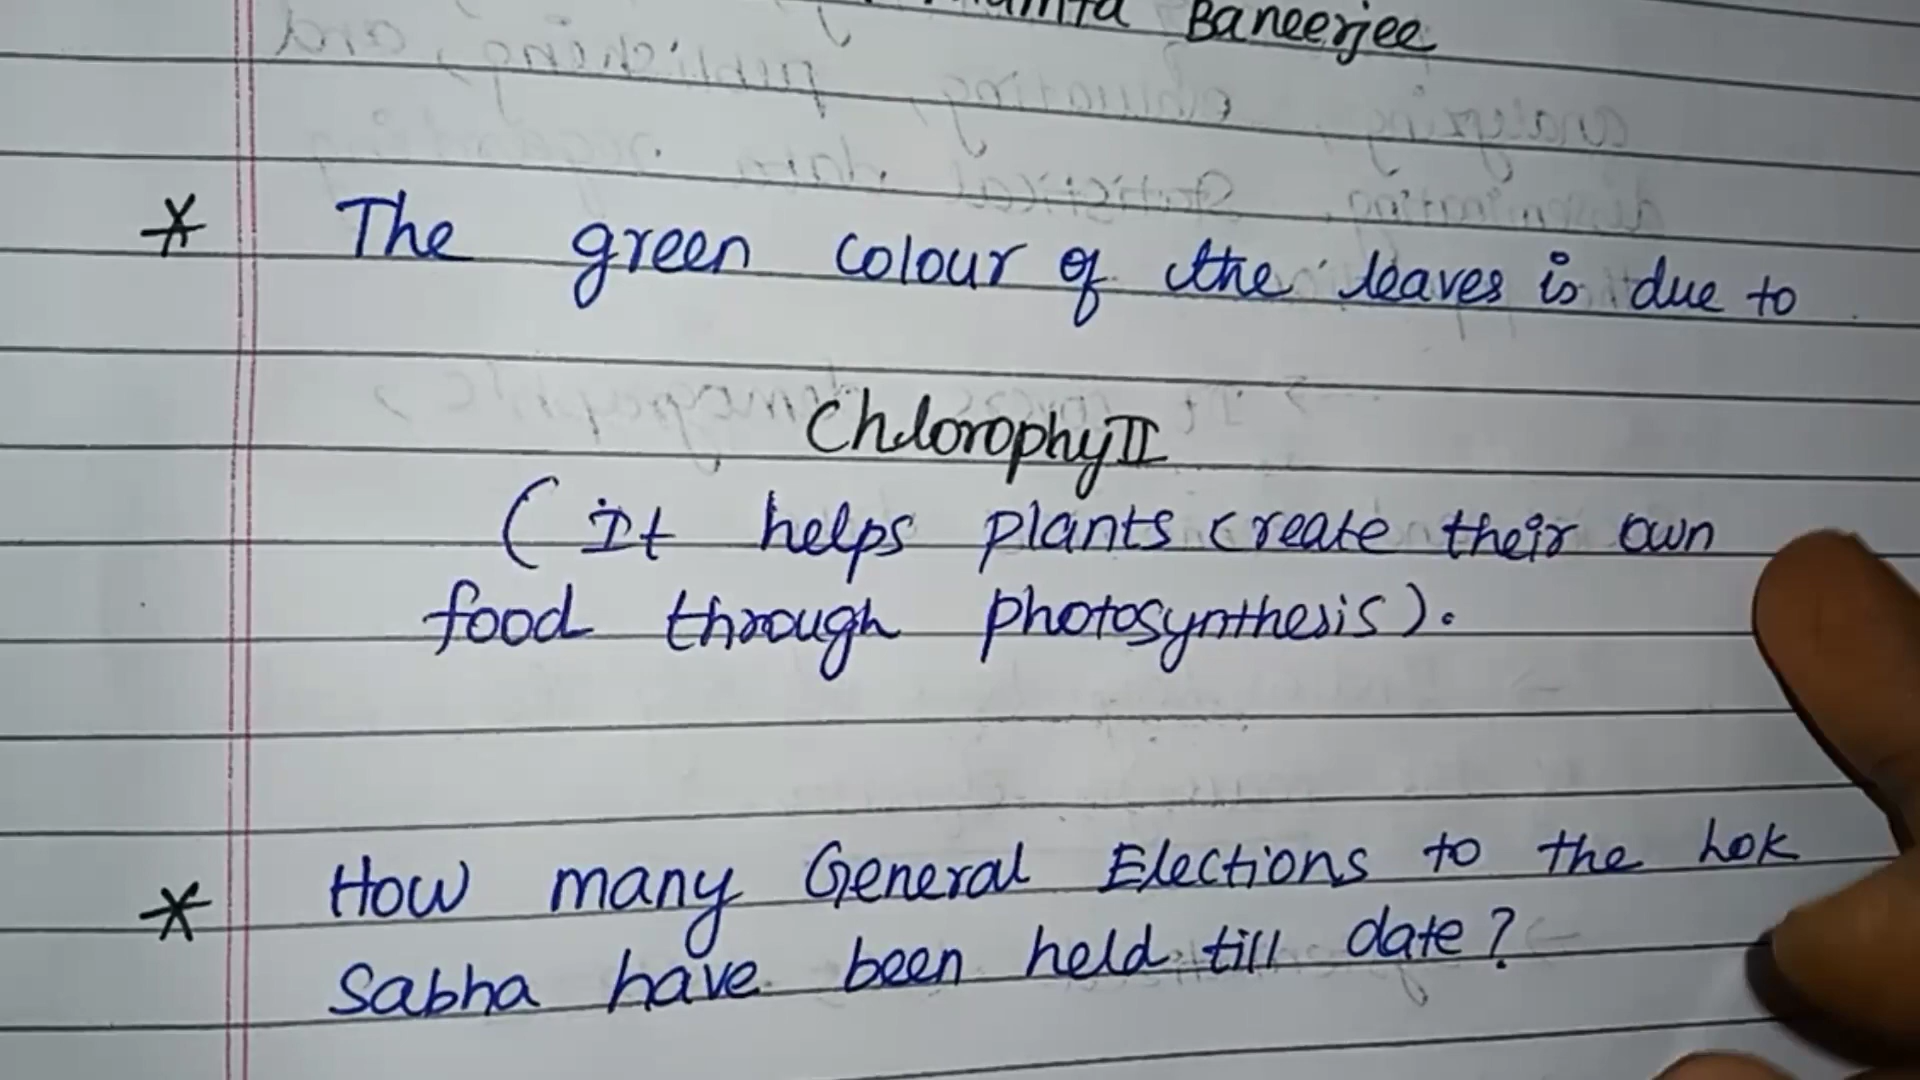 Baneerjee
* The green colour of the leaves is due to
Chlorophyll
(It helps plants create their own
food through photosynthesis).
* How many General Elections to the Lok
Sabha have been held till date?